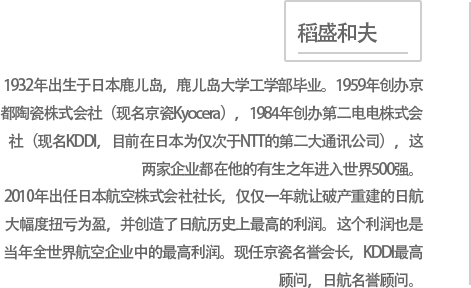 稻盛和夫
1932年出生于日本鹿儿岛，鹿儿岛大学工学部毕业。1959年创办京
都陶瓷株式会社（现名京瓷Kyocera），1984年创办第二电电株式会
社（现名KDDI，目前在日本为仅次于NTT的第二大通讯公司），这
两家企业都在他的有生之年进入世界500强。
2010年出任日本航空株式会社社长，仅仅一年就让破产重建的日航
大幅度扭亏为盈，并创造了日航历史上最高的利润。这个利润也是
当年全世界航空企业中的最高利润。现任京瓷名誉会长，KDDI最高
顾问，日航名誉顾问。